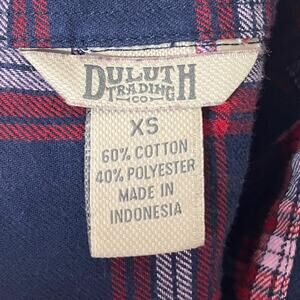 DULUTH
TRADING
CO
XS
60% COTTON
40% POLYESTER
MADE IN
INDONESIA